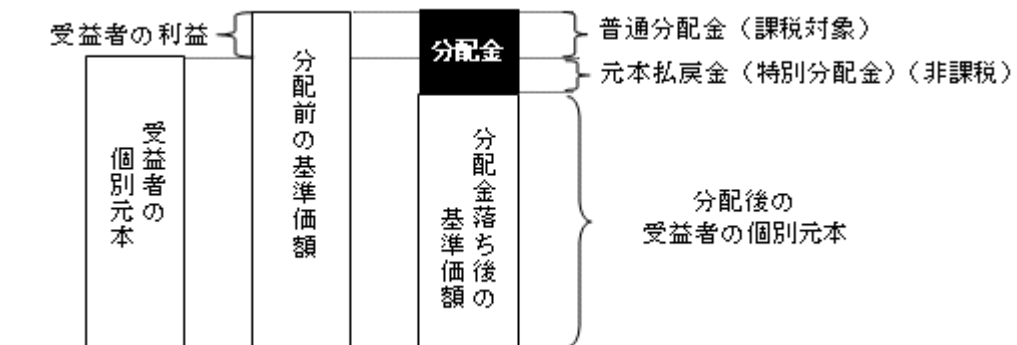 受益者の利益
受益者の
個別元本
分配前の基準価額
分配金
分配金落ち後の
基準価額
普通分配金（課税対象）
元本払戻金（特別分配金）（非課税）
分配後の
受益者の個別元本